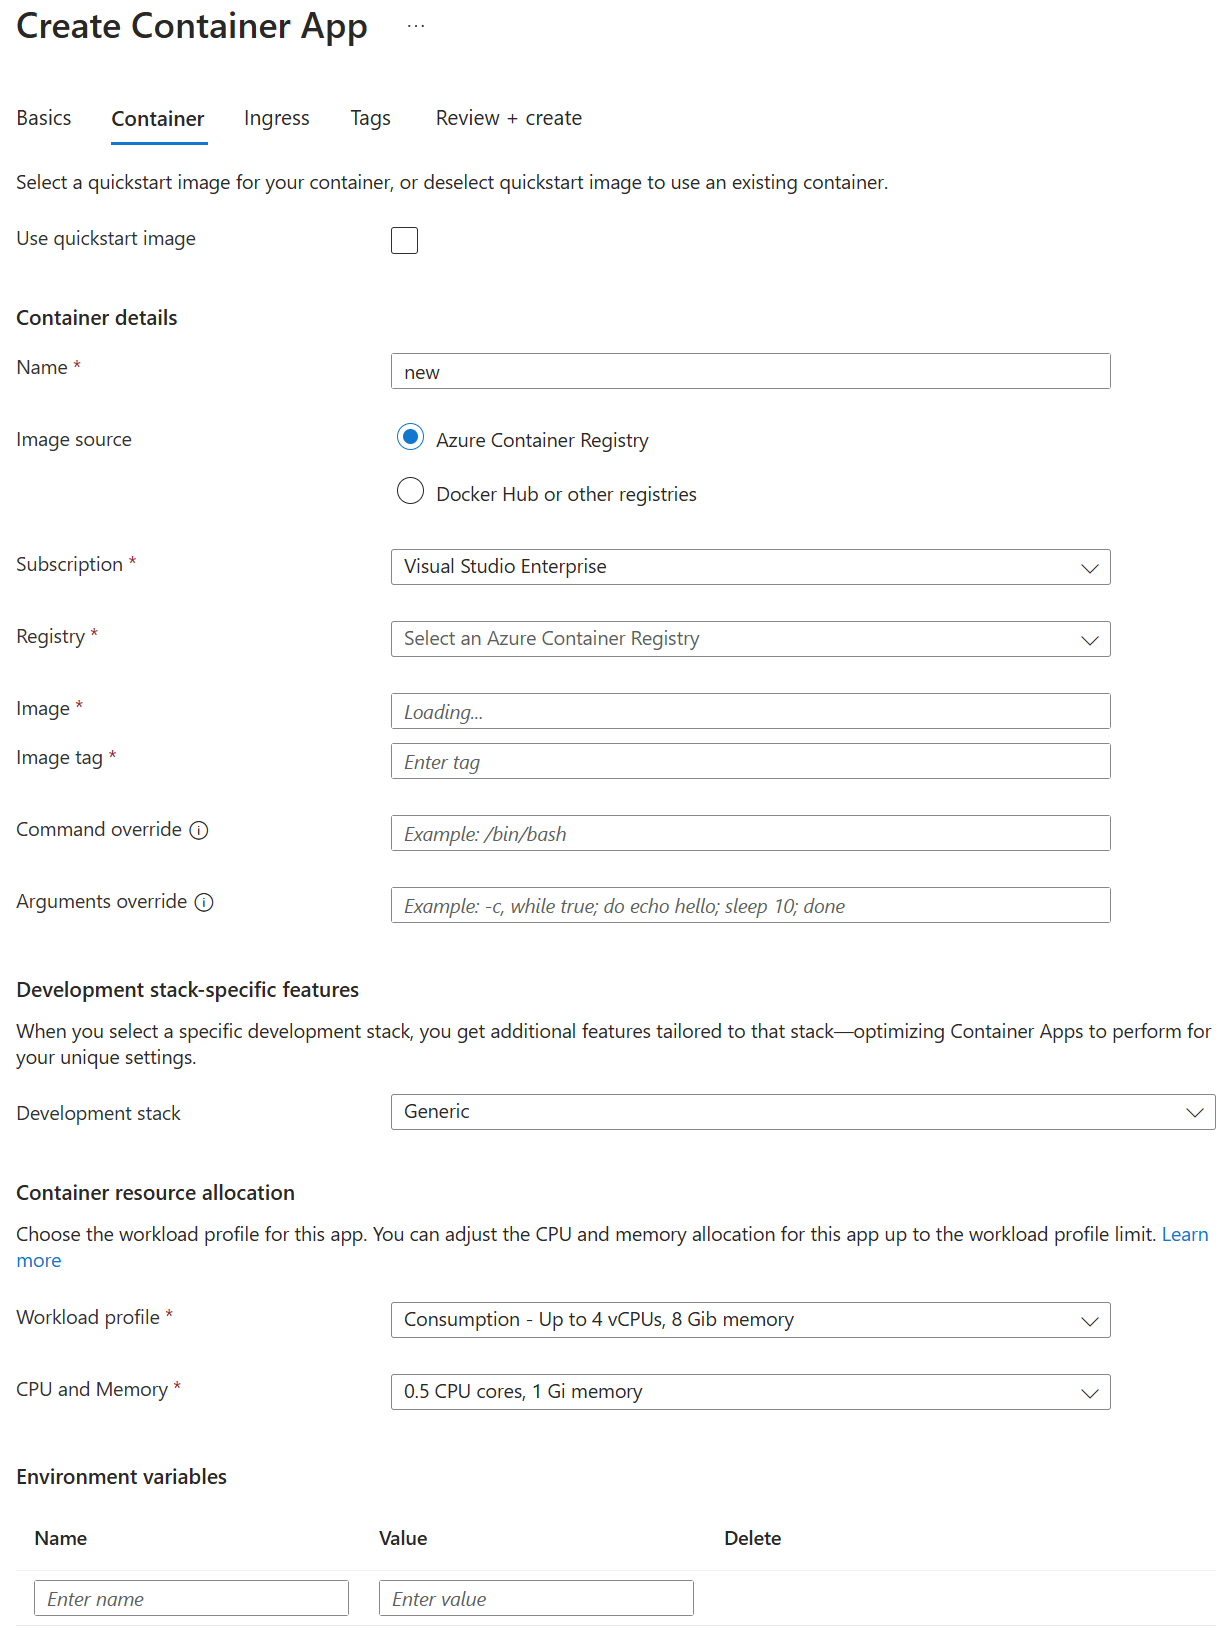 Create Container App ...
Basics Container Ingress Tags Review + create
Select a quickstart image for your container, or deselect quickstart image to use an existing container.
Use quickstart image
Container details
Name *
new
Image source
Azure Container Registry
Docker Hub or other registries
Subscription *
Visual Studio Enterprise
Registry *
Select an Azure Container Registry
Image *
Loading...
Image tag *
Enter tag
Command override
Example: /bin/bash
Arguments override
Example: -c, while true; do echo hello; sleep 10; done
Development stack-specific features
When you select a specific development stack, you get additional features tailored to that stack—optimizing Container Apps to perform for
your unique settings.
Development stack
Generic
Container resource allocation
Choose the workload profile for this app. You can adjust the CPU and memory allocation for this app up to the workload profile limit. Learn
more
Workload profile *
Consumption - Up to 4 vCPUs, 8 Gib memory
CPU and Memory *
0.5 CPU cores, 1 Gi memory
Environment variables
Name Value Delete
Enter name Enter value